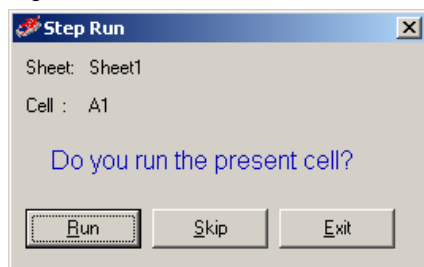 Step Run
Sheet: Sheet1
Cell : A1
Do you run the present cell?
Run Skip Exit